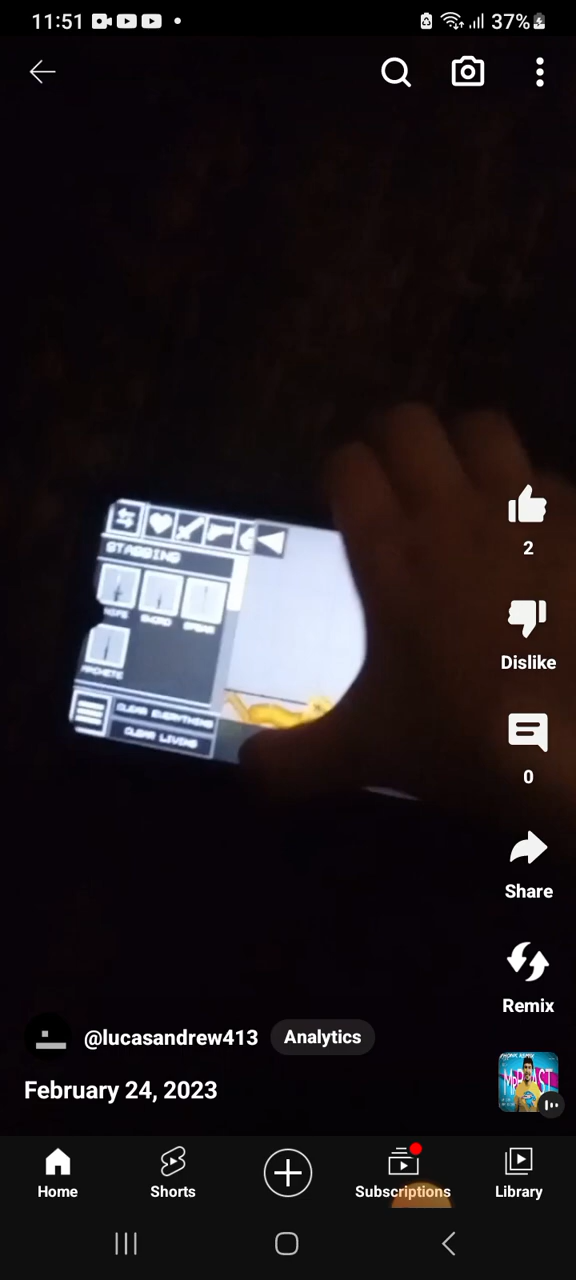 11:51
37%
STABBING
KNIFE SWORD SPEAR
MACHETE
CLEAR EVERYTHING
CLEAR LIVING
2
Dislike
0
Share
Remix
@lucasandrew413 Analytics
February 24, 2023
Home Shorts Subscriptions Library